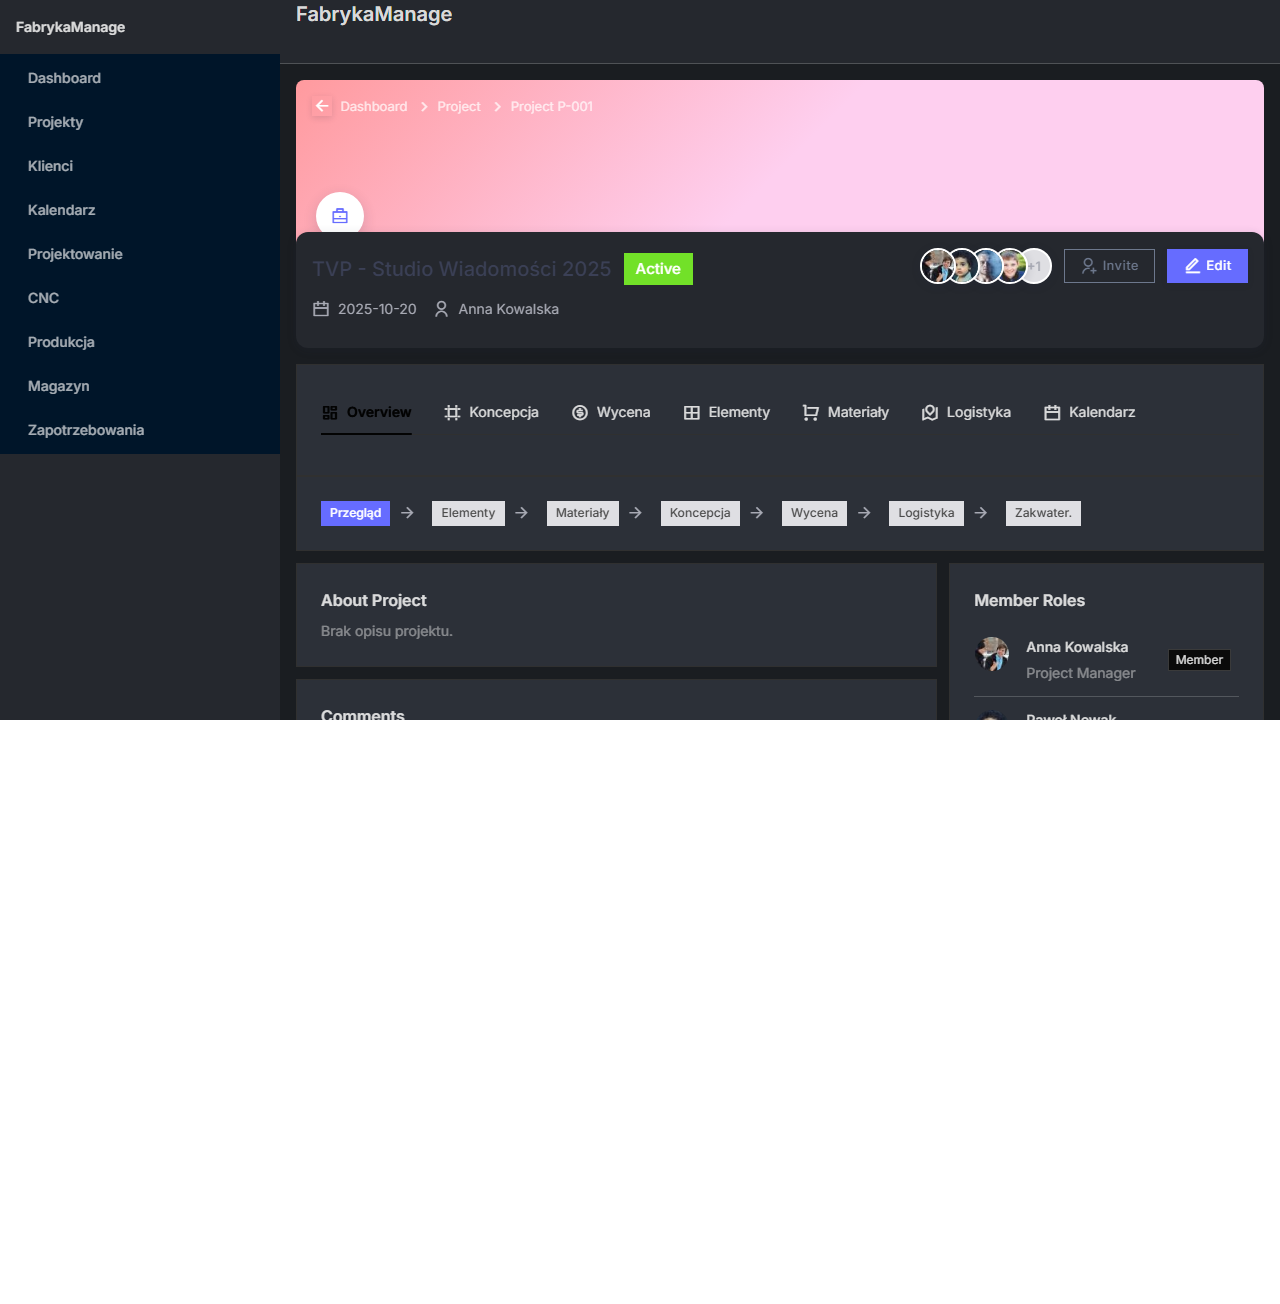 FabrykaManage
Dashboard
Projekty
Klienci
Kalendarz
Projektowanie
CNC
Produkcja
Magazyn
Zapotrzebowania
FabrykaManage
Dashboard > Project > Project P-001
TVP - Studio Wiadomości 2025 Active
+1 Invite Edit
2025-10-20 Anna Kowalska
Overview Koncepcja Wycena Elementy Materiały Logistyka Kalendarz
Przegląd → Elementy → Materiały → Koncepcja → Wycena → Logistyka → Zakwater.
About Project
Brak opisu projektu.
Comments
Member Roles
Anna Kowalska
Project Manager
Member
Paweł Nowak